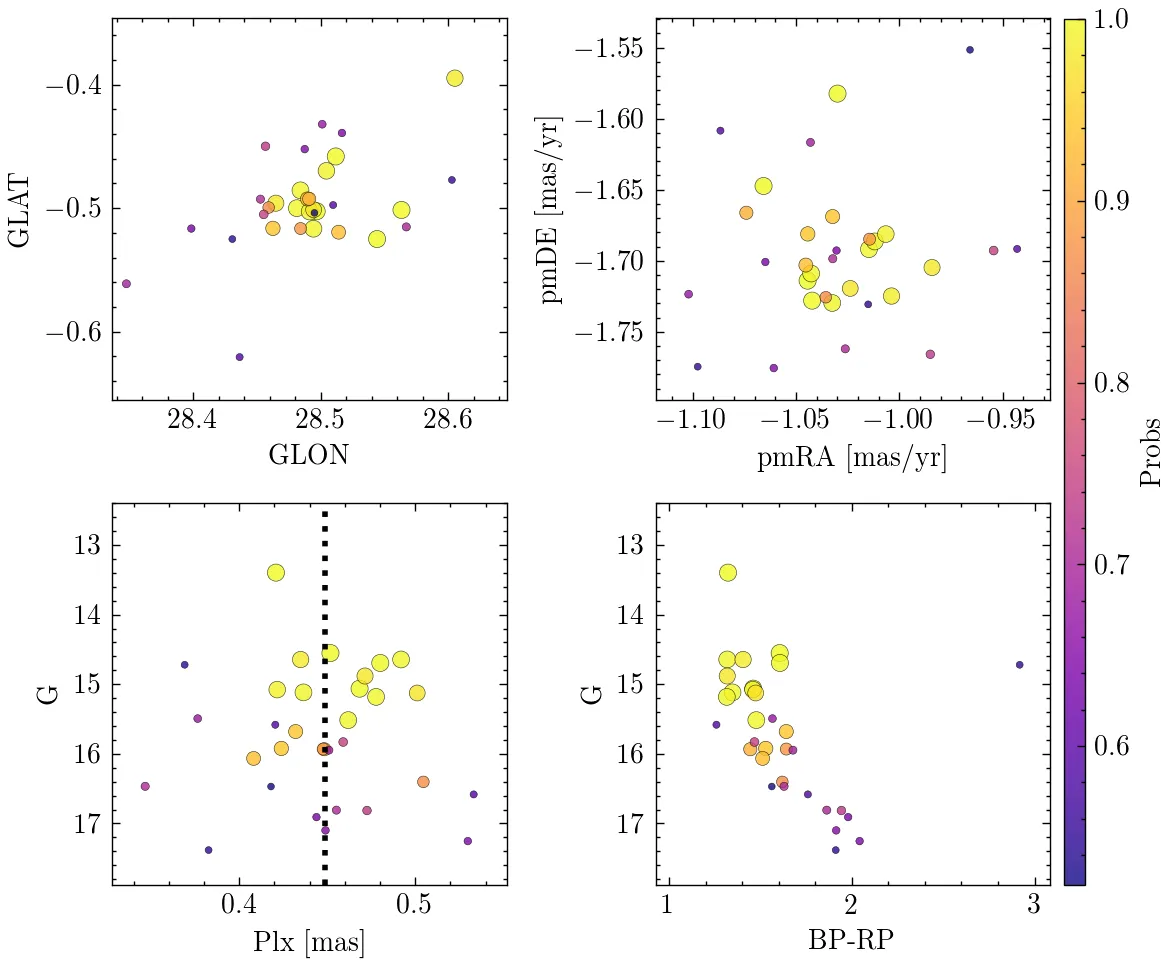 −0.4
−0.5
−0.6
GLAT
28.4 28.5 28.6
GLON
−1.55
−1.60
−1.65
−1.70
−1.75
pmDE [mas/yr]
−1.10 −1.05 −1.00 −0.95
pmRA [mas/yr]
1.0
0.9
0.8
0.7
0.6
Probs
13
14
15
16
17
G
0.4 0.5
Plx [mas]
13
14
15
16
17
G
1 2 3
BP-RP